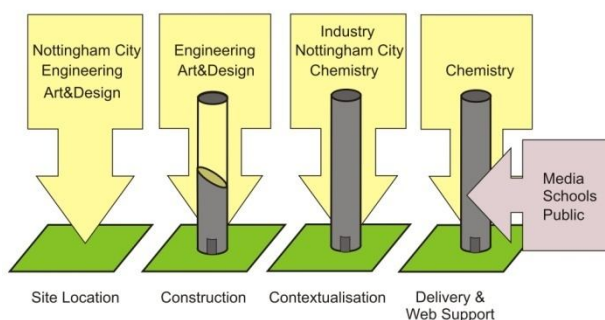 Nottingham City
Engineering
Art&Design
Engineering
Art&Design
Industry
Nottingham City
Chemistry
Chemistry
Media
Schools
Public
Site Location
Construction
Contextualisation
Delivery &
Web Support